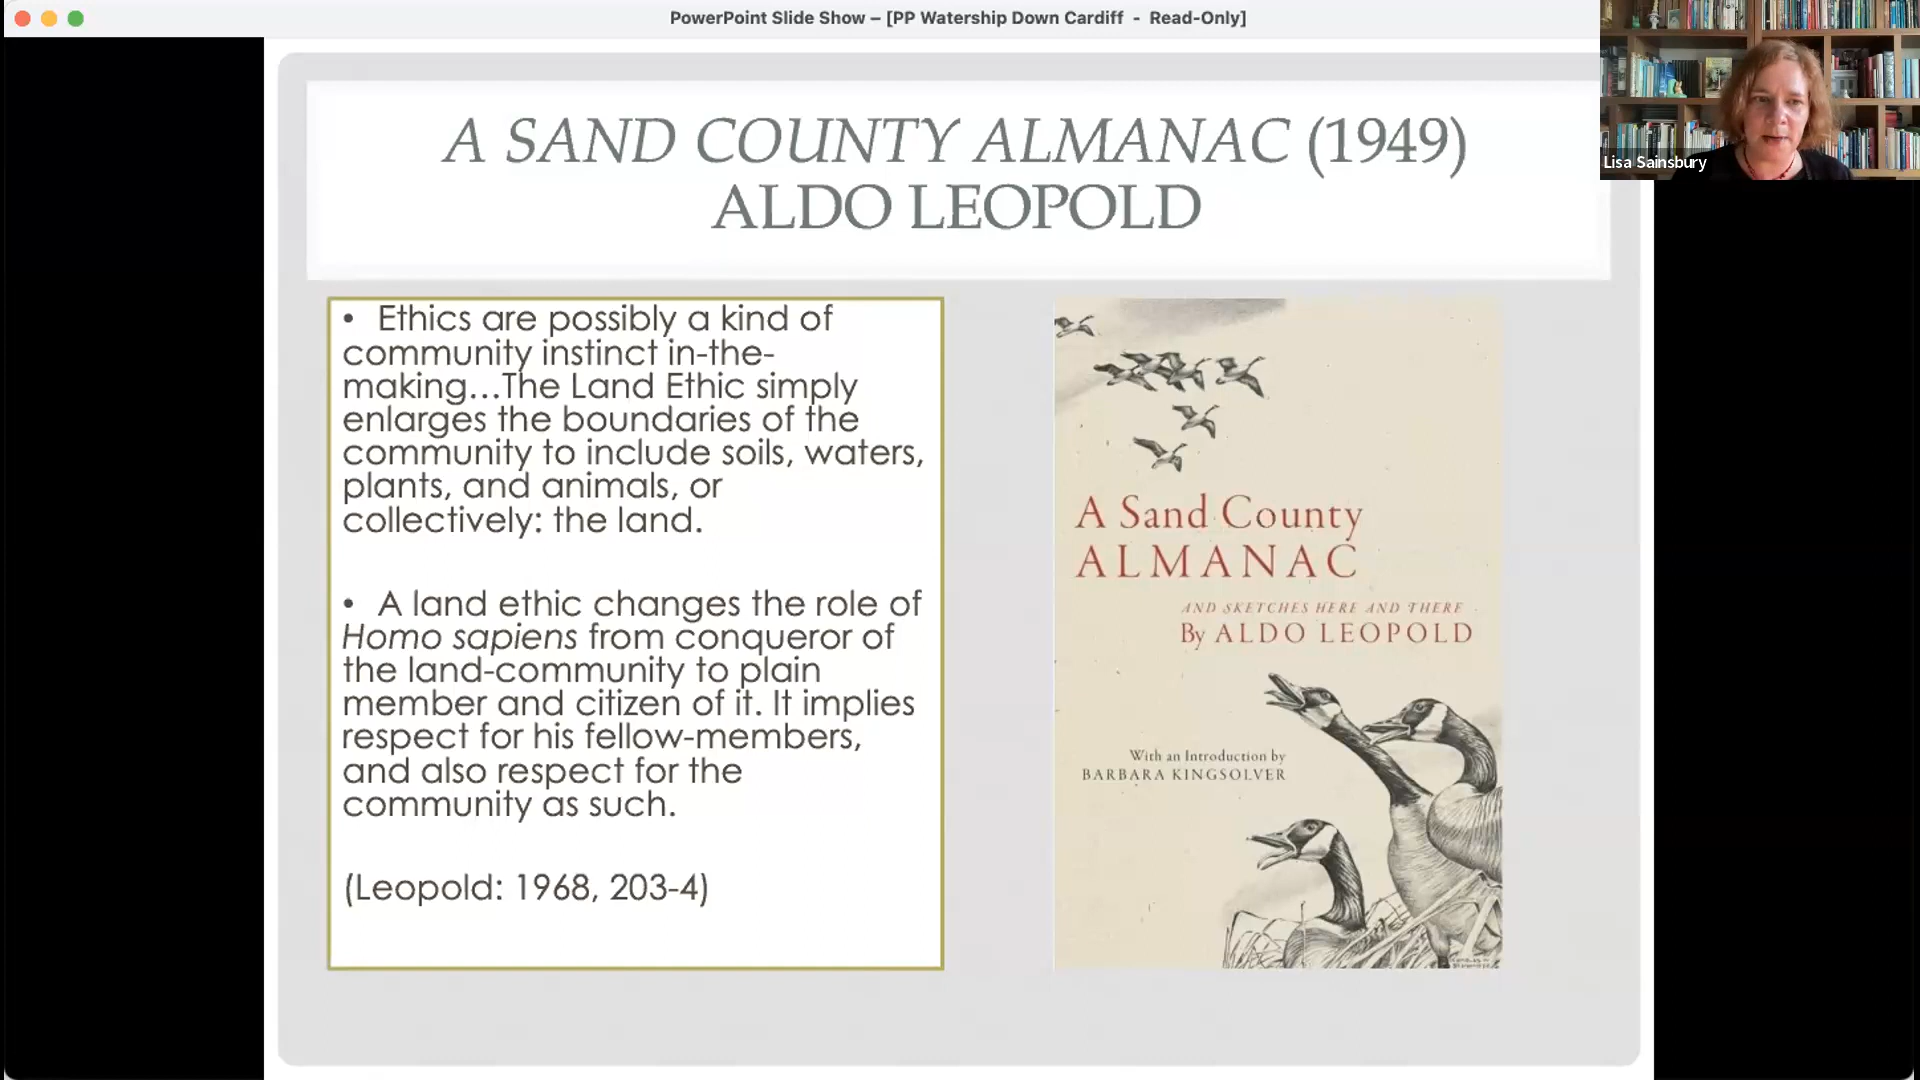 PowerPoint Slide Show – [PP Watership Down Cardiff - Read-Only]
Lisa Sainsbury
A SAND COUNTY ALMANAC (1949)
ALDO LEOPOLD
• Ethics are possibly a kind of
community instinct in-the-
making…The Land Ethic simply
enlarges the boundaries of the
community to include soils, waters,
plants, and animals, or
collectively: the land.
• A land ethic changes the role of
Homo sapiens from conqueror of
the land-community to plain
member and citizen of it. It implies
respect for his fellow-members,
and also respect for the
community as such.
(Leopold: 1968, 203-4)
A Sand County
ALMANAC
AND SKETCHES HERE AND THERE
By ALDO LEOPOLD
With an Introduction by
BARBARA KINGSOLVER